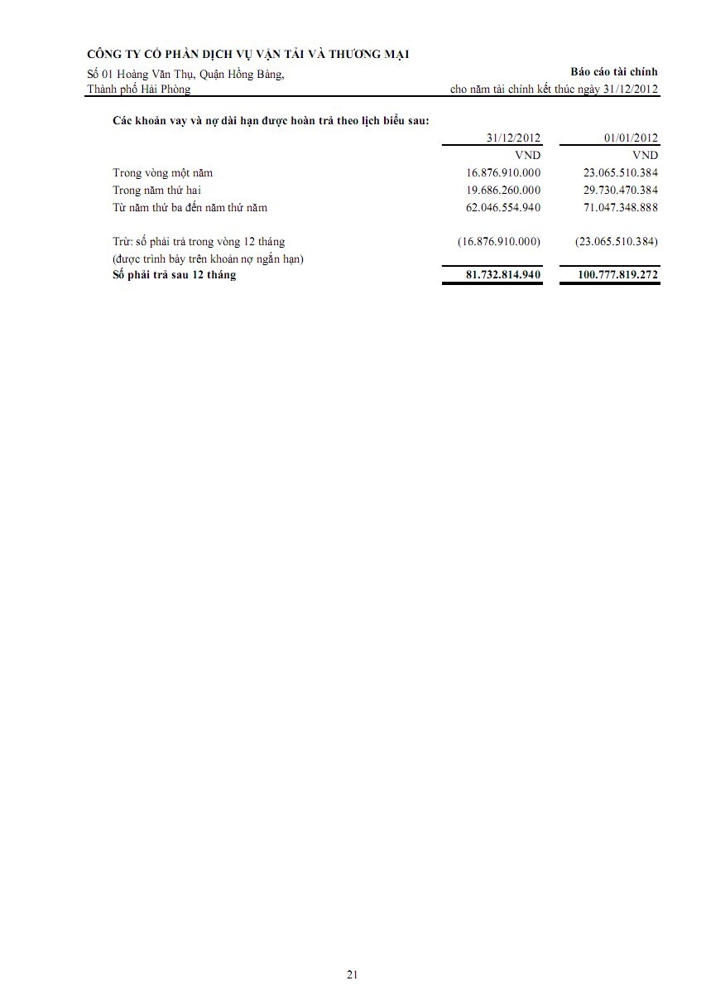 CÔNG TY CỔ PHẦN DỊCH VỤ VẬN TẢI VÀ THƯƠNG MẠI
Số 01 Hoàng Văn Thụ, Quận Hồng Bàng, Báo cáo tài chính
Thành phố Hải Phòng cho năm tài chính kết thúc ngày 31/12/2012
Các khoản vay và nợ dài hạn được hoàn trả theo lịch biểu sau:
31/12/2012 01/01/2012
VND VND
Trong vòng một năm 16.876.910.000 23.065.510.384
Trong năm thứ hai 19.686.260.000 29.730.470.384
Từ năm thứ ba đến năm thứ năm 62.046.554.940 71.047.348.888
Trừ: số phải trả trong vòng 12 tháng (16.876.910.000) (23.065.510.384)
(được trình bày trên khoản nợ ngắn hạn)
Số phải trả sau 12 tháng 81.732.814.940 100.777.819.272
21